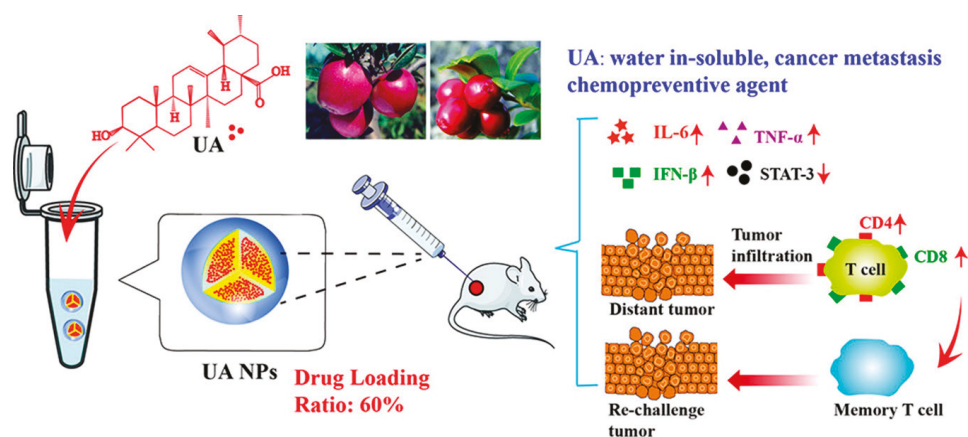 H
OH
O
H
H
HO
UA
UA: water in-soluble, cancer metastasis
chemopreventive agent
IL-6
TNF-α
IFN-β
STAT-3
UA NPs
Drug Loading
Ratio: 60%
Tumor
infiltration
CD4
CD8
T cell
Distant tumor
Re-challenge
tumor
Memory T cell